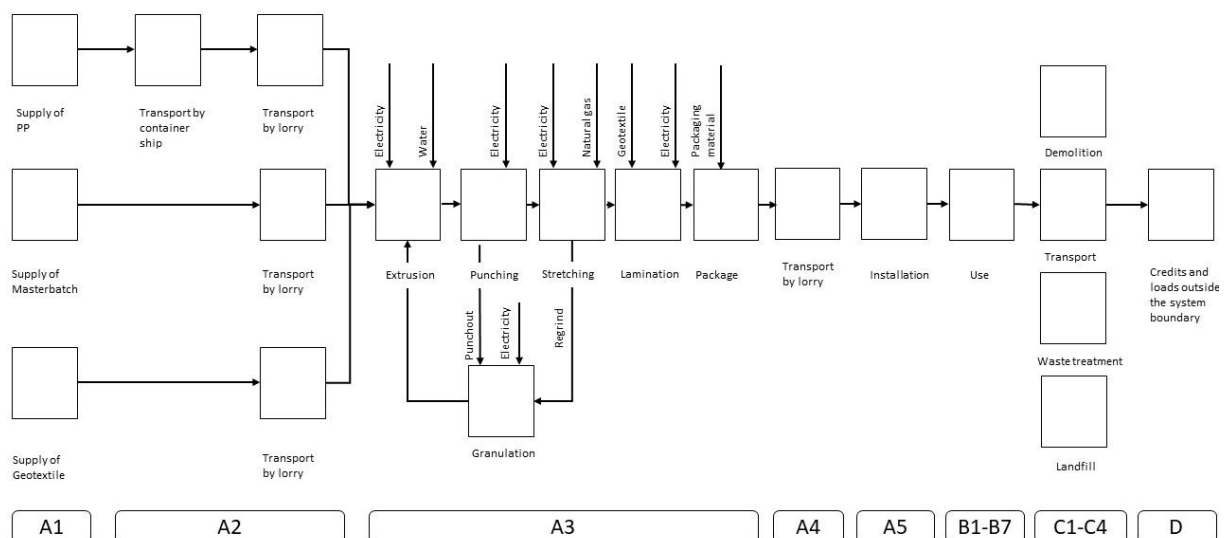 Supply of
PP
Transport by
container
ship
Transport
by lorry
Electricity
Water
Electricity
Electricity
Natural gas
Geotextile
Electricity
Packaging
material
Demolition
Supply of
Masterbatch
Transport
by lorry
Extrusion
Punching
Stretching
Lamination
Package
Transport
by lorry
Installation
Use
Transport
Credits and
loads outside
the system
boundary
Punchout
Electricity
Regrind
Waste treatment
Supply of
Geotextile
Transport
by lorry
Granulation
Landfill
A1
A2
A3
A4
A5
B1-B7
C1-C4
D